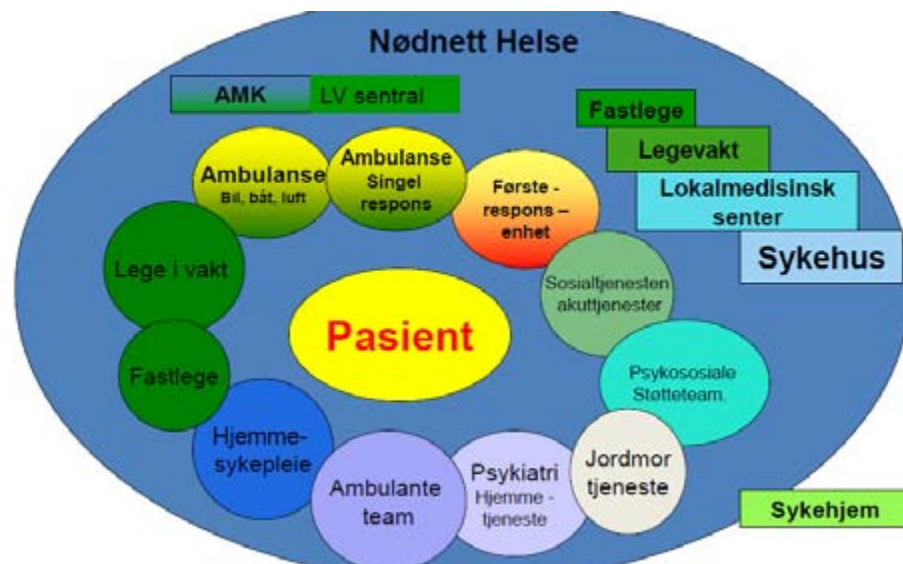 Nødnett Helse
AMK LV sentral
Fastlege
Legevakt
Lokalmedisinsk
senter
Sykehus
Ambulanse
Bil, båt, luft
Ambulanse
Singel
respons
Første -
respons –
enhet
Lege i vakt
Sosialtjenesten
akuttjenester
Pasient
Fastlege
Psykososiale
Støtteteam.
Hjemme-
sykepleie
Ambulante
team
Psykiatri
Hjemme -
tjeneste
Jordmor
tjeneste
Sykehjem